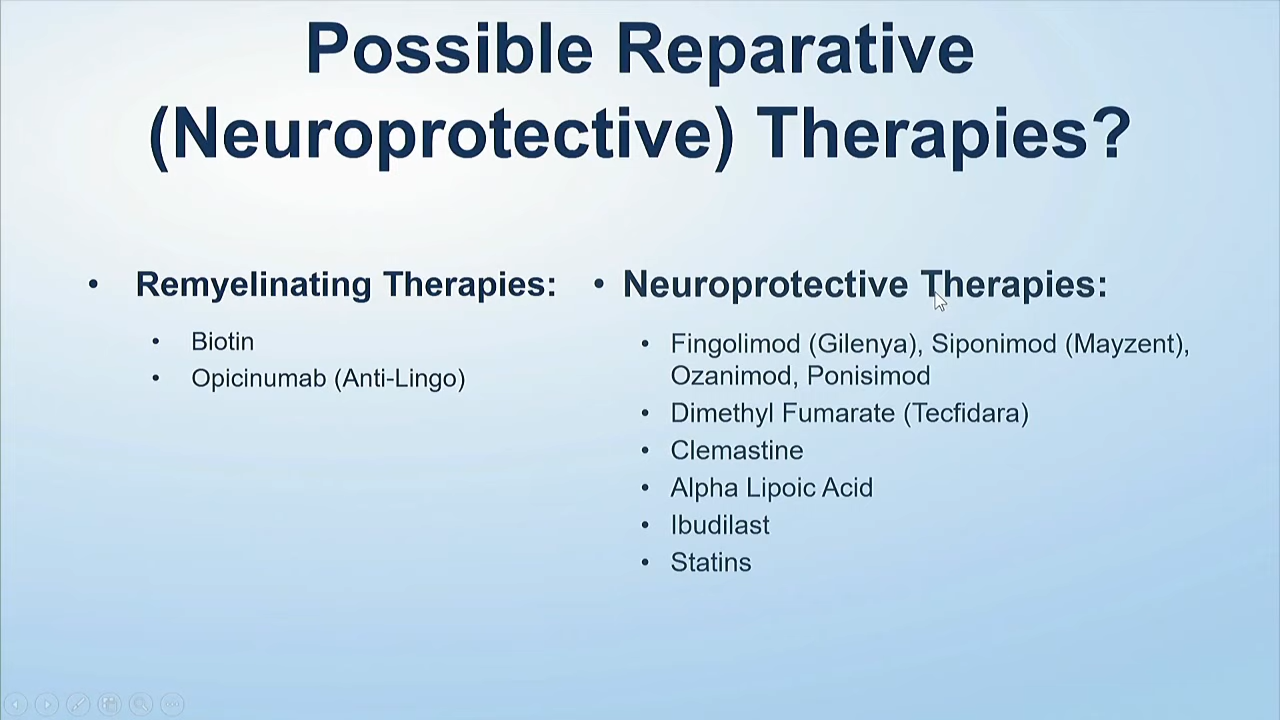 Possible Reparative
(Neuroprotective) Therapies?
• Remyelinating Therapies:
• Biotin
• Opicinumab (Anti-Lingo)
• Neuroprotective Therapies:
• Fingolimod (Gilenya), Siponimod (Mayzent),
Ozanimod, Ponisimod
• Dimethyl Fumarate (Tecfidara)
• Clemastine
• Alpha Lipoic Acid
• Ibudilast
• Statins